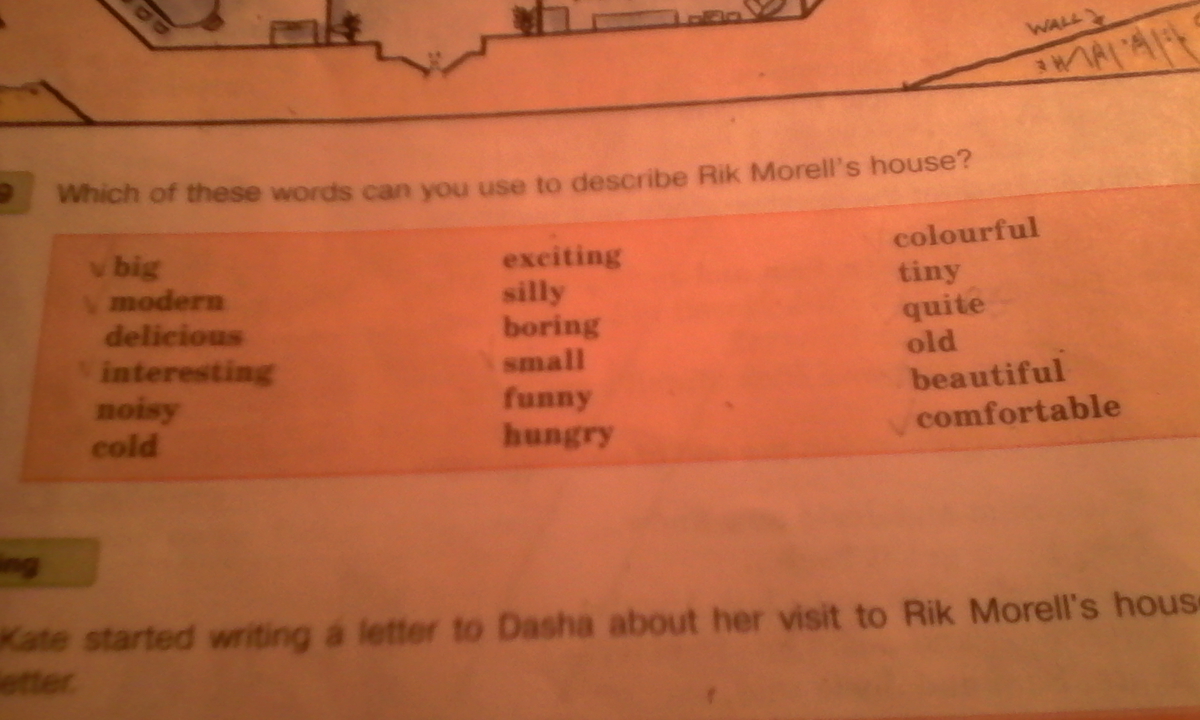 WALL
9 Which of these words can you use to describe Rik Morell's house?
big
modern
delicious
interesting
noisy
cold
exciting
silly
boring
small
funny
hungry
colourful
tiny
quite
old
beautiful
comfortable
ing
Kate started writing a letter to Dasha about her visit to Rik Morell's hous
letter.